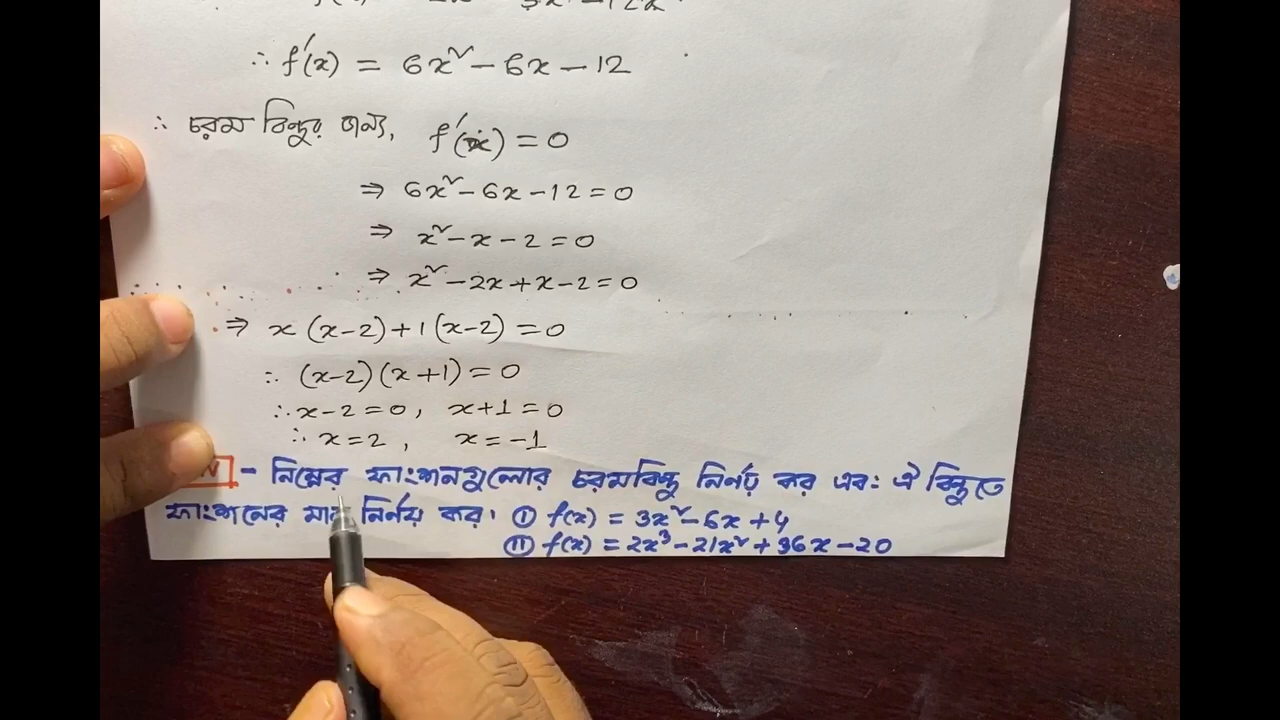 ∴ f′(x) = 6x² − 6x − 12
∴ চরম বিন্দুর জন্য, f′(x) = 0
⇒ 6x² − 6x − 12 = 0
⇒ x² − x − 2 = 0
⇒ x² − 2x + x − 2 = 0
⇒ x (x−2) + 1 (x−2) = 0
∴ (x−2) (x+1) = 0
∴ x − 2 = 0, x+1 = 0
∴ x = 2, x = −1
- নিম্নের ফাংশনগুলোর চরমবিন্দু নির্ণয় কর এবং ঐ বিন্দুতে
ফাংশনের মান নির্ণয় কর। ① f(x) = 3x² − 6x + 4
② f(x) = 2x³ − 21x² + 36x − 20